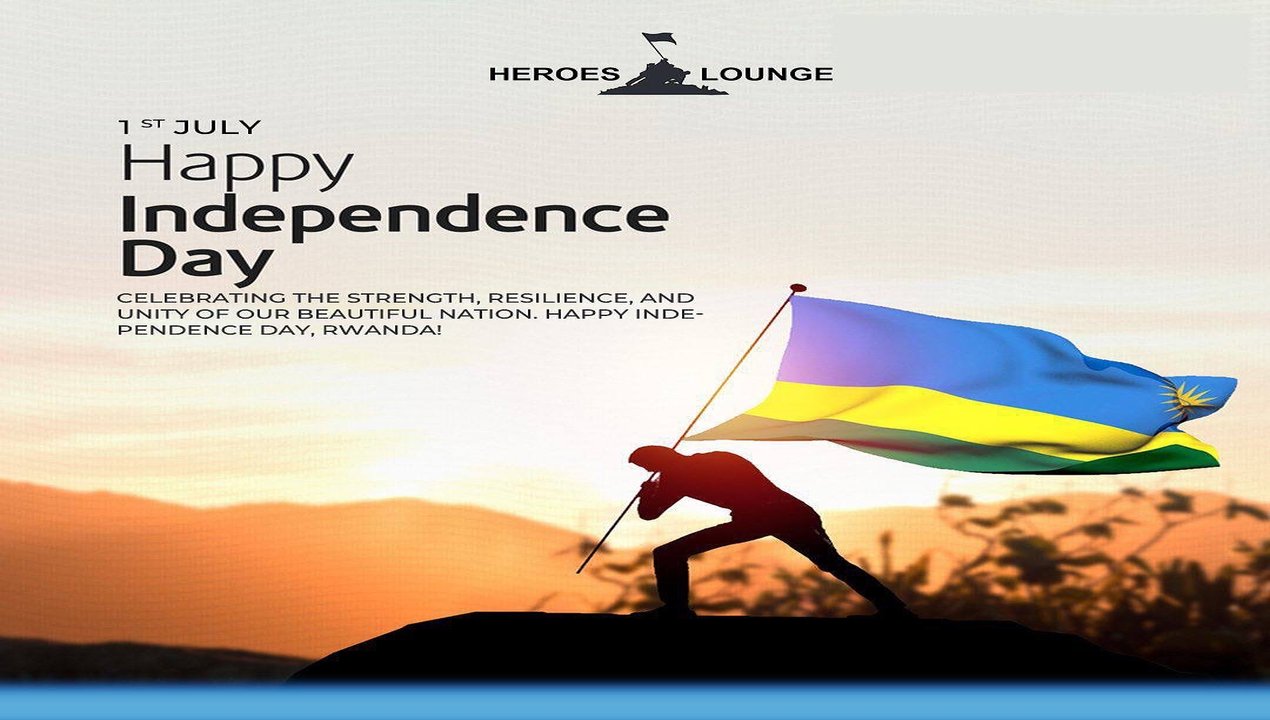 HEROES LOUNGE
1 ST JULY
Happy
Independence
Day
CELEBRATING THE STRENGTH, RESILIENCE, AND
UNITY OF OUR BEAUTIFUL NATION. HAPPY INDE-
PENDENCE DAY, RWANDA!